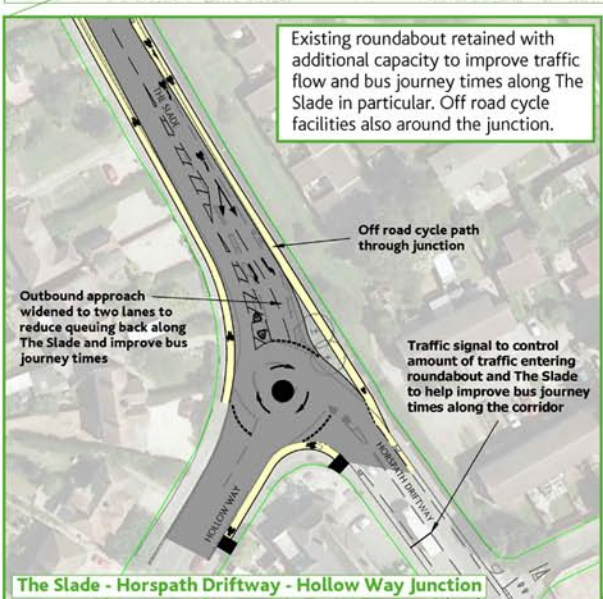 Existing roundabout retained with
additional capacity to improve traffic
flow and bus journey times along The
Slade in particular. Off road cycle
facilities also around the junction.
THE SLADE
Off road cycle path
through junction
Outbound approach
widened to two lanes to
reduce queuing back along
The Slade and improve bus
journey times
Traffic signal to control
amount of traffic entering
roundabout and The Slade
to help improve bus journey
times along the corridor
HORSPATH DRIFTWAY
HOLLOW WAY
The Slade - Horspath Driftway - Hollow Way Junction